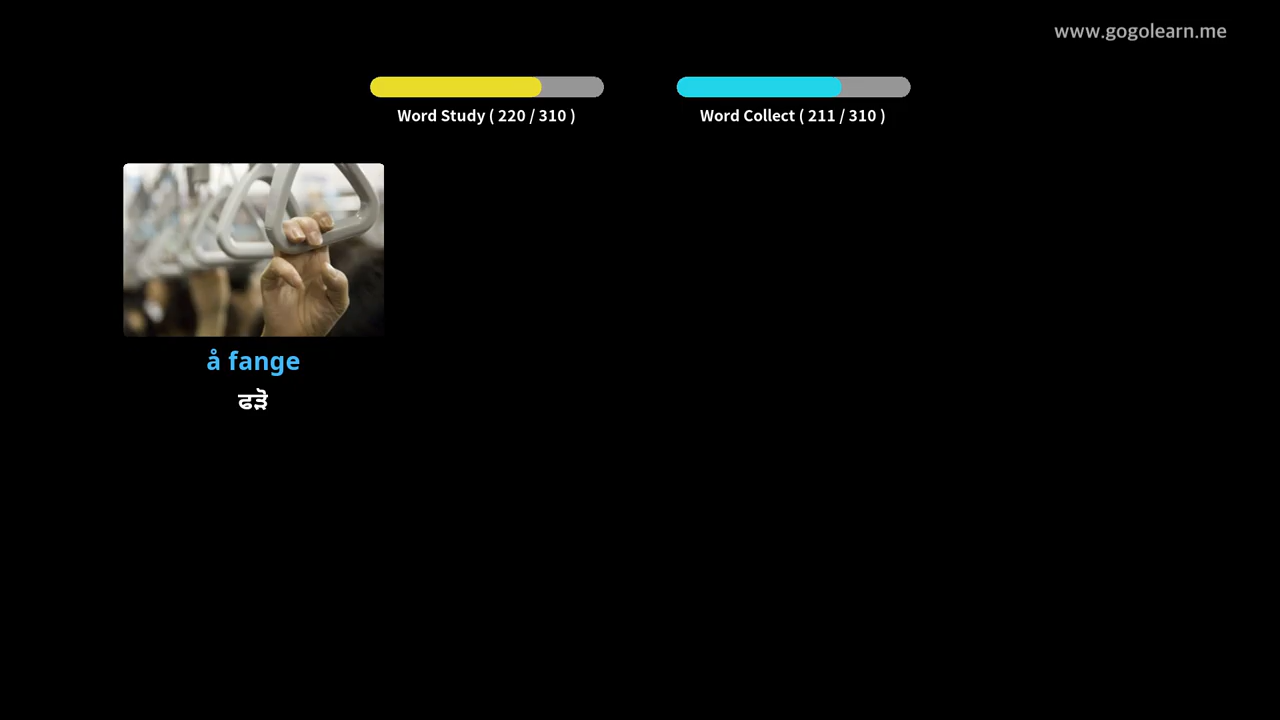 www.gogolearn.me
Word Study ( 220 / 310 )
Word Collect ( 211 / 310 )
å fange
ਫੜੋ